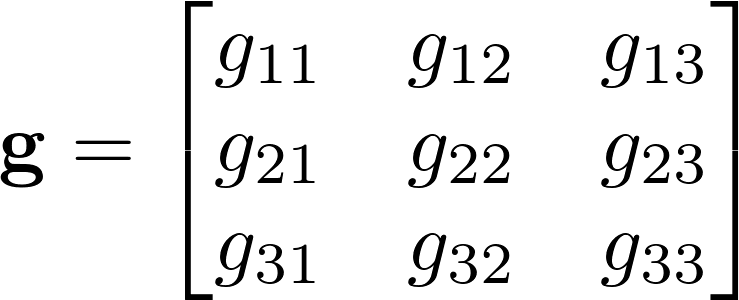 g₁₁ g₁₂ g₁₃
g = g₂₁ g₂₂ g₂₃
g₃₁ g₃₂ g₃₃